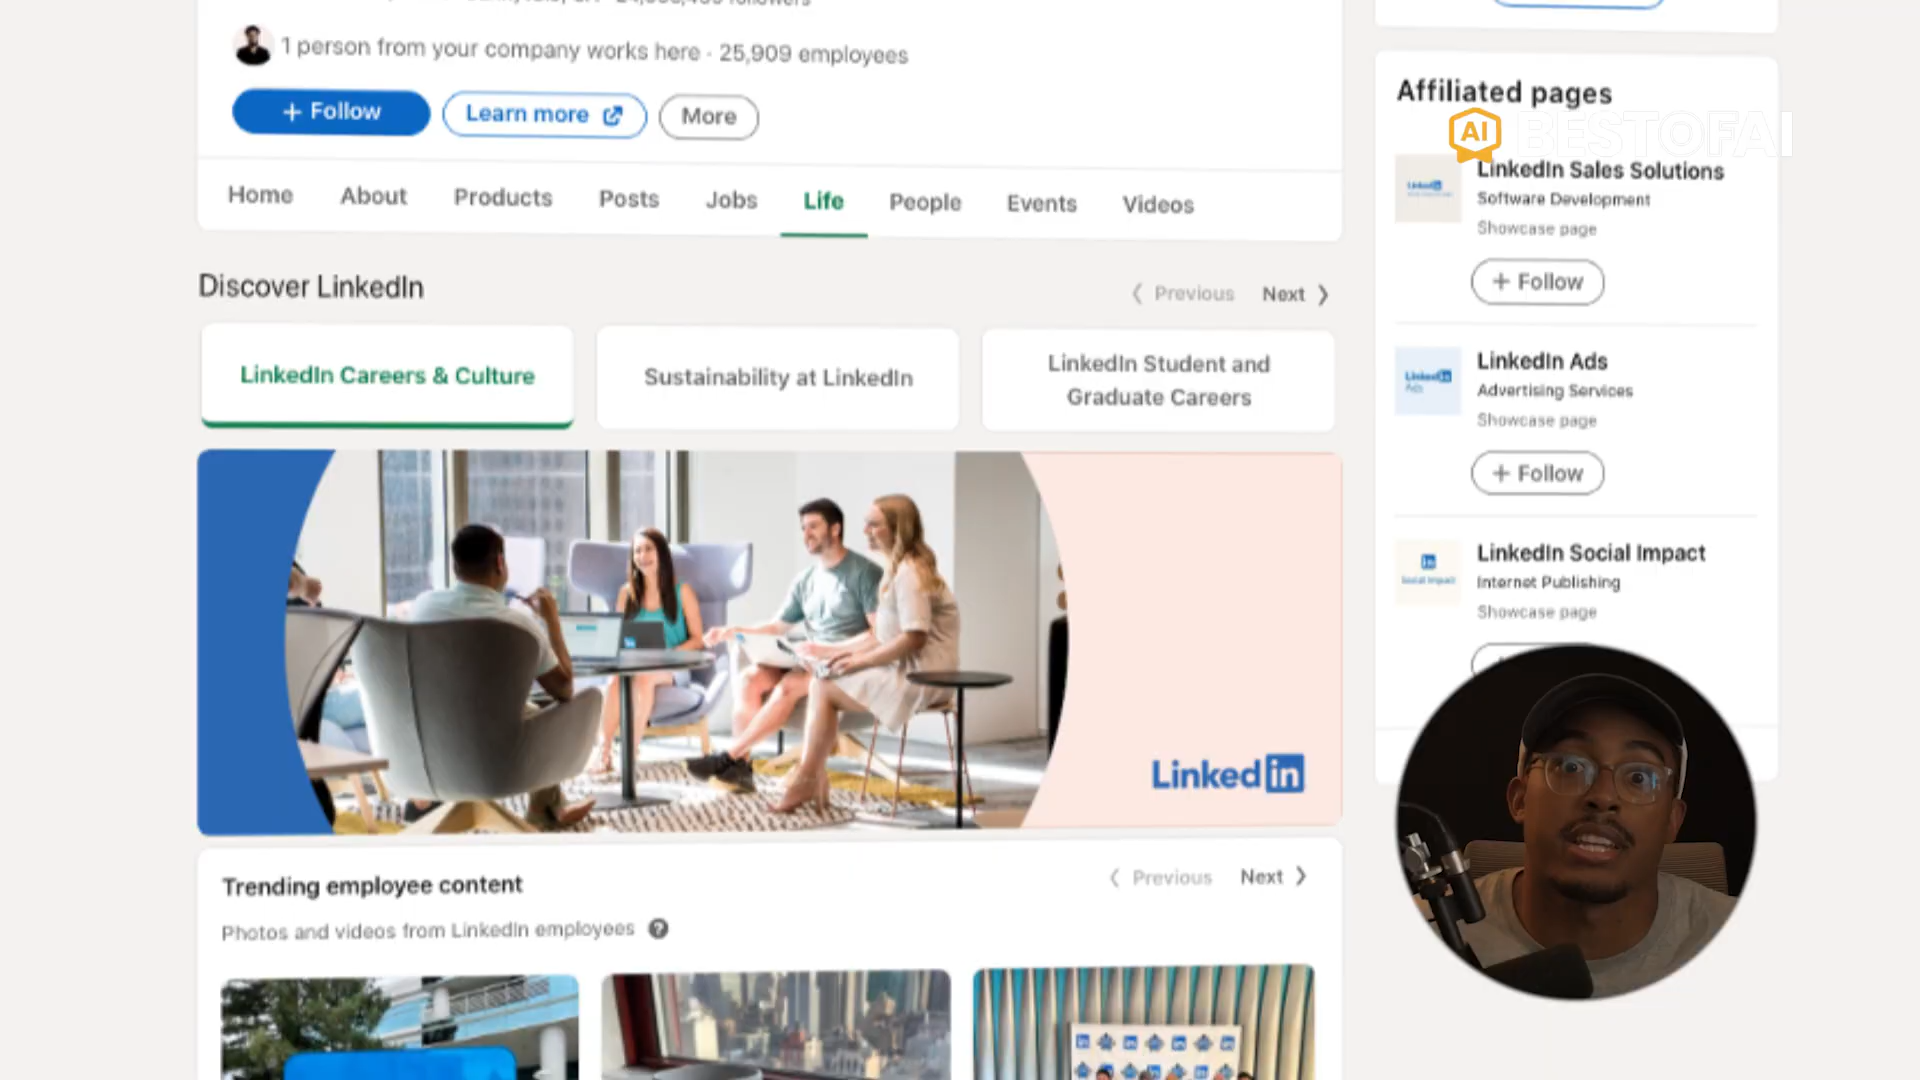 1 person from your company works here · 25,909 employees
+ Follow
Learn more
More
Home
About
Products
Posts
Jobs
Life
People
Events
Videos
Discover LinkedIn
Previous
Next
LinkedIn Careers & Culture
Sustainability at LinkedIn
LinkedIn Student and
Graduate Careers
LinkedIn
Trending employee content
Previous
Next
Photos and videos from LinkedIn employees
Affiliated pages
AI BESTOFAI
LinkedIn Sales Solutions
Software Development
Showcase page
+ Follow
LinkedIn Ads
Advertising Services
Showcase page
+ Follow
LinkedIn Social Impact
Internet Publishing
Showcase page